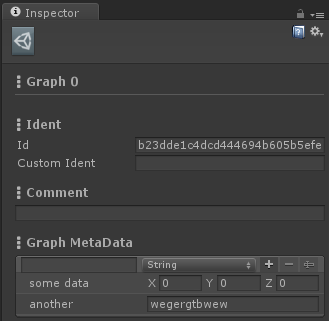 Inspector
Graph 0
Ident
Id b23dde1c4dcd444694b605b5efe
Custom Ident
Comment
Graph MetaData
String
some data X 0 Y 0 Z 0
another wegergtbwew